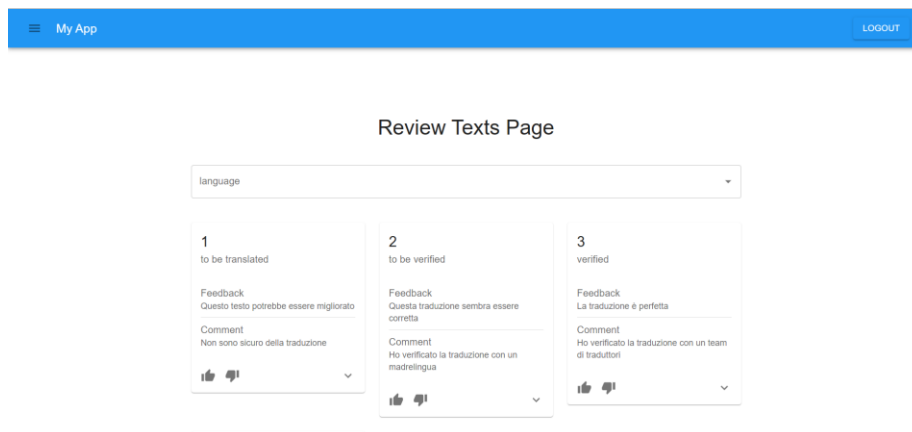 My App
LOGOUT
Review Texts Page
language
1
to be translated
Feedback
Questo testo potrebbe essere migliorato
Comment
Non sono sicuro della traduzione
2
to be verified
Feedback
Questa traduzione sembra essere
corretta
Comment
Ho verificato la traduzione con un
madrelingua
3
verified
Feedback
La traduzione è perfetta
Comment
Ho verificato la traduzione con un team
di traduttori